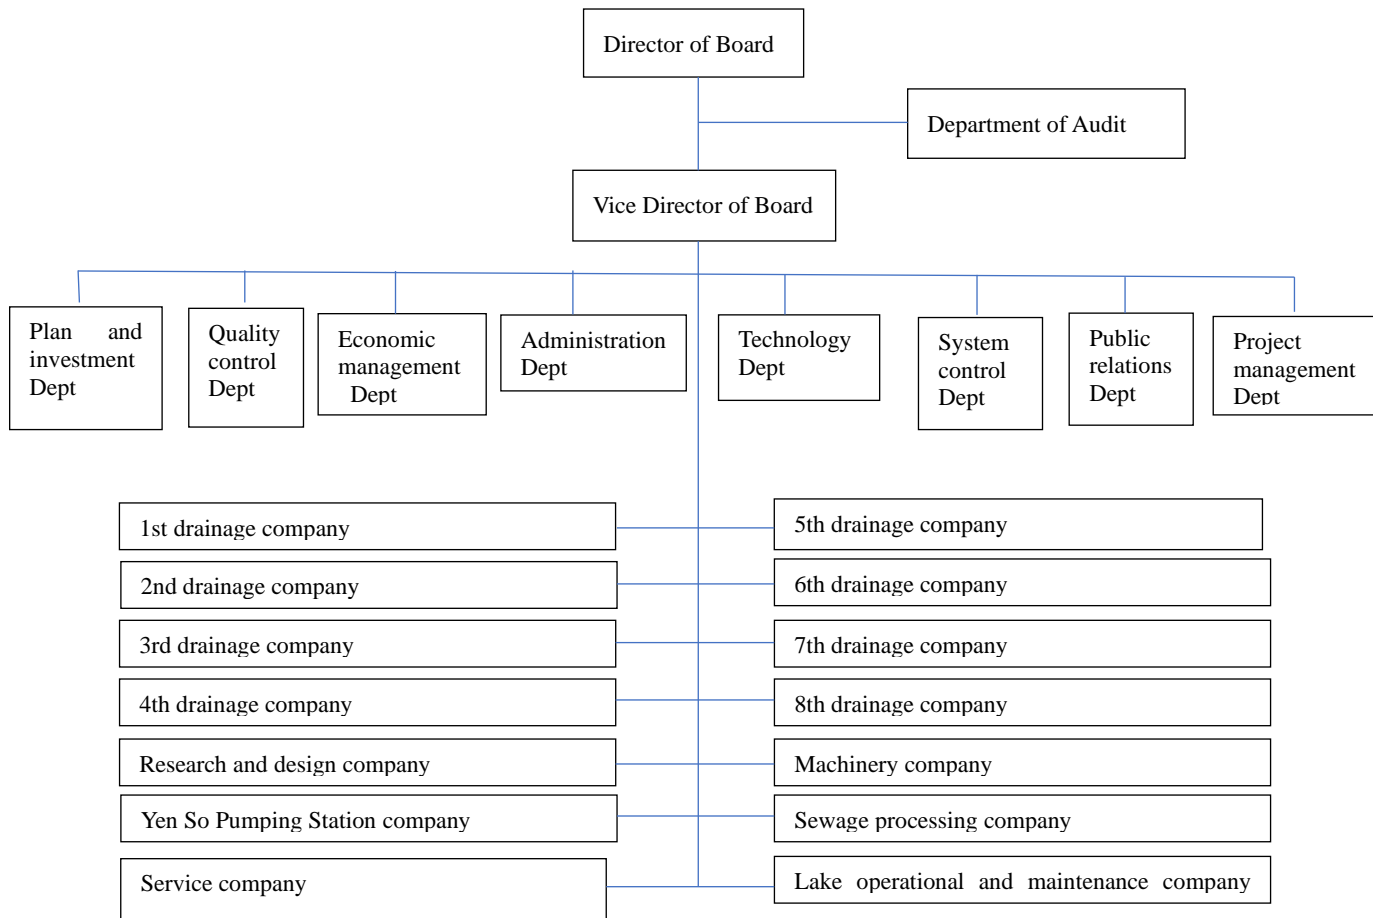 Director of Board
Department of Audit
Vice Director of Board
Plan and
investment
Dept
Quality
control
Dept
Economic
management
Dept
Administration
Dept
Technology
Dept
System
control
Dept
Public
relations
Dept
Project
management
Dept
1st drainage company
5th drainage company
2nd drainage company
6th drainage company
3rd drainage company
7th drainage company
4th drainage company
8th drainage company
Research and design company
Machinery company
Yen So Pumping Station company
Sewage processing company
Service company
Lake operational and maintenance company